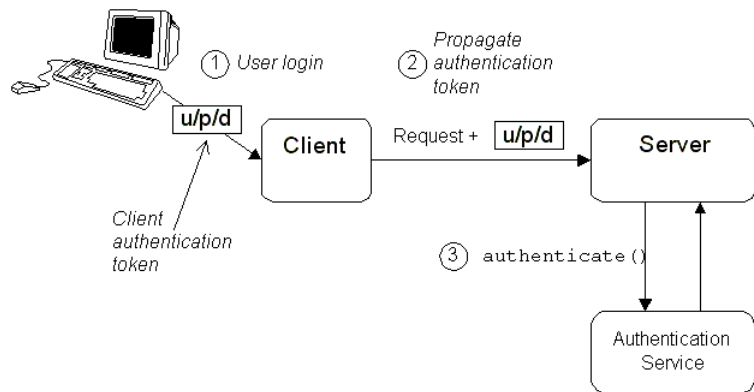 1 User login
2 Propagate
authentication
token
u/p/d
Client
Request + u/p/d
Server
Client
authentication
token
3 authenticate()
Authentication
Service